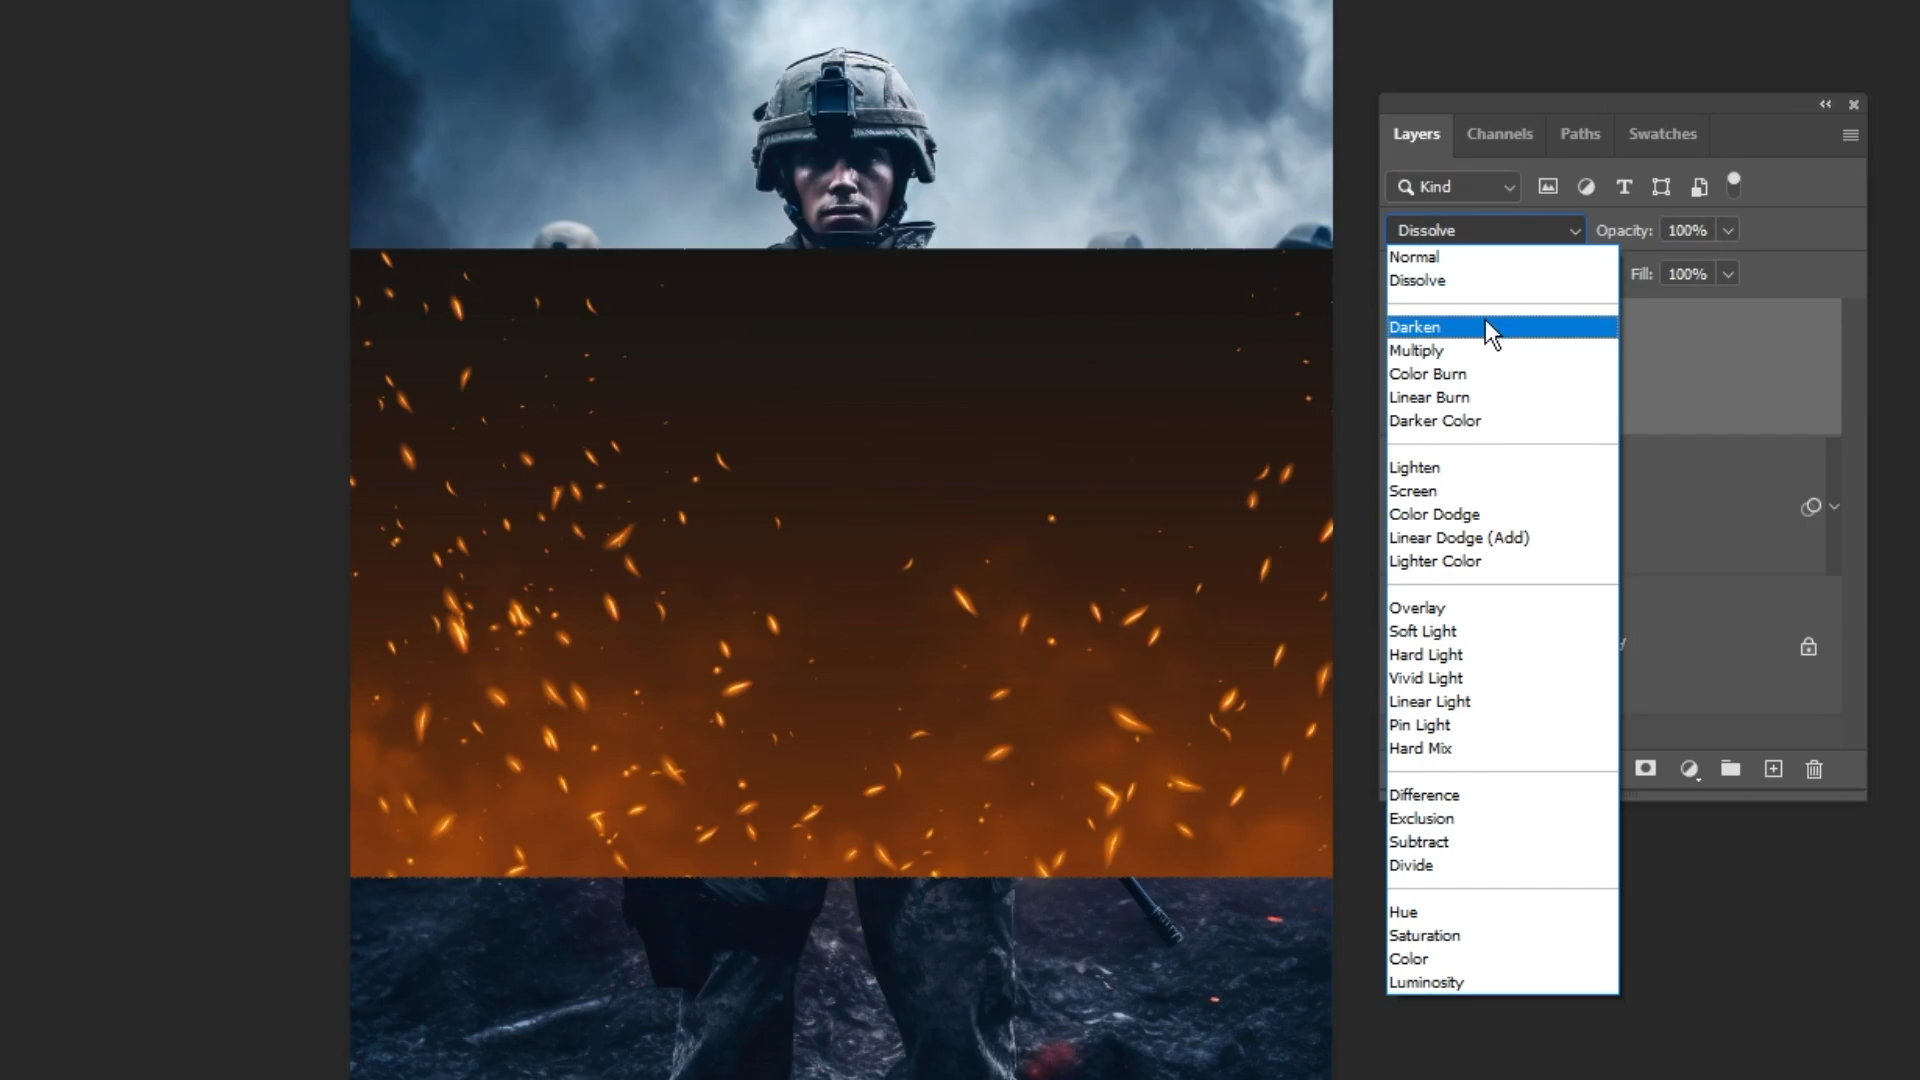 Layers Channels Paths Swatches
Kind
Dissolve Opacity: 100%
Normal
Dissolve
Fill: 100%
Darken
Multiply
Color Burn
Linear Burn
Darker Color
Lighten
Screen
Color Dodge
Linear Dodge (Add)
Lighter Color
Overlay
Soft Light
Hard Light
Vivid Light
Linear Light
Pin Light
Hard Mix
Difference
Exclusion
Subtract
Divide
Hue
Saturation
Color
Luminosity